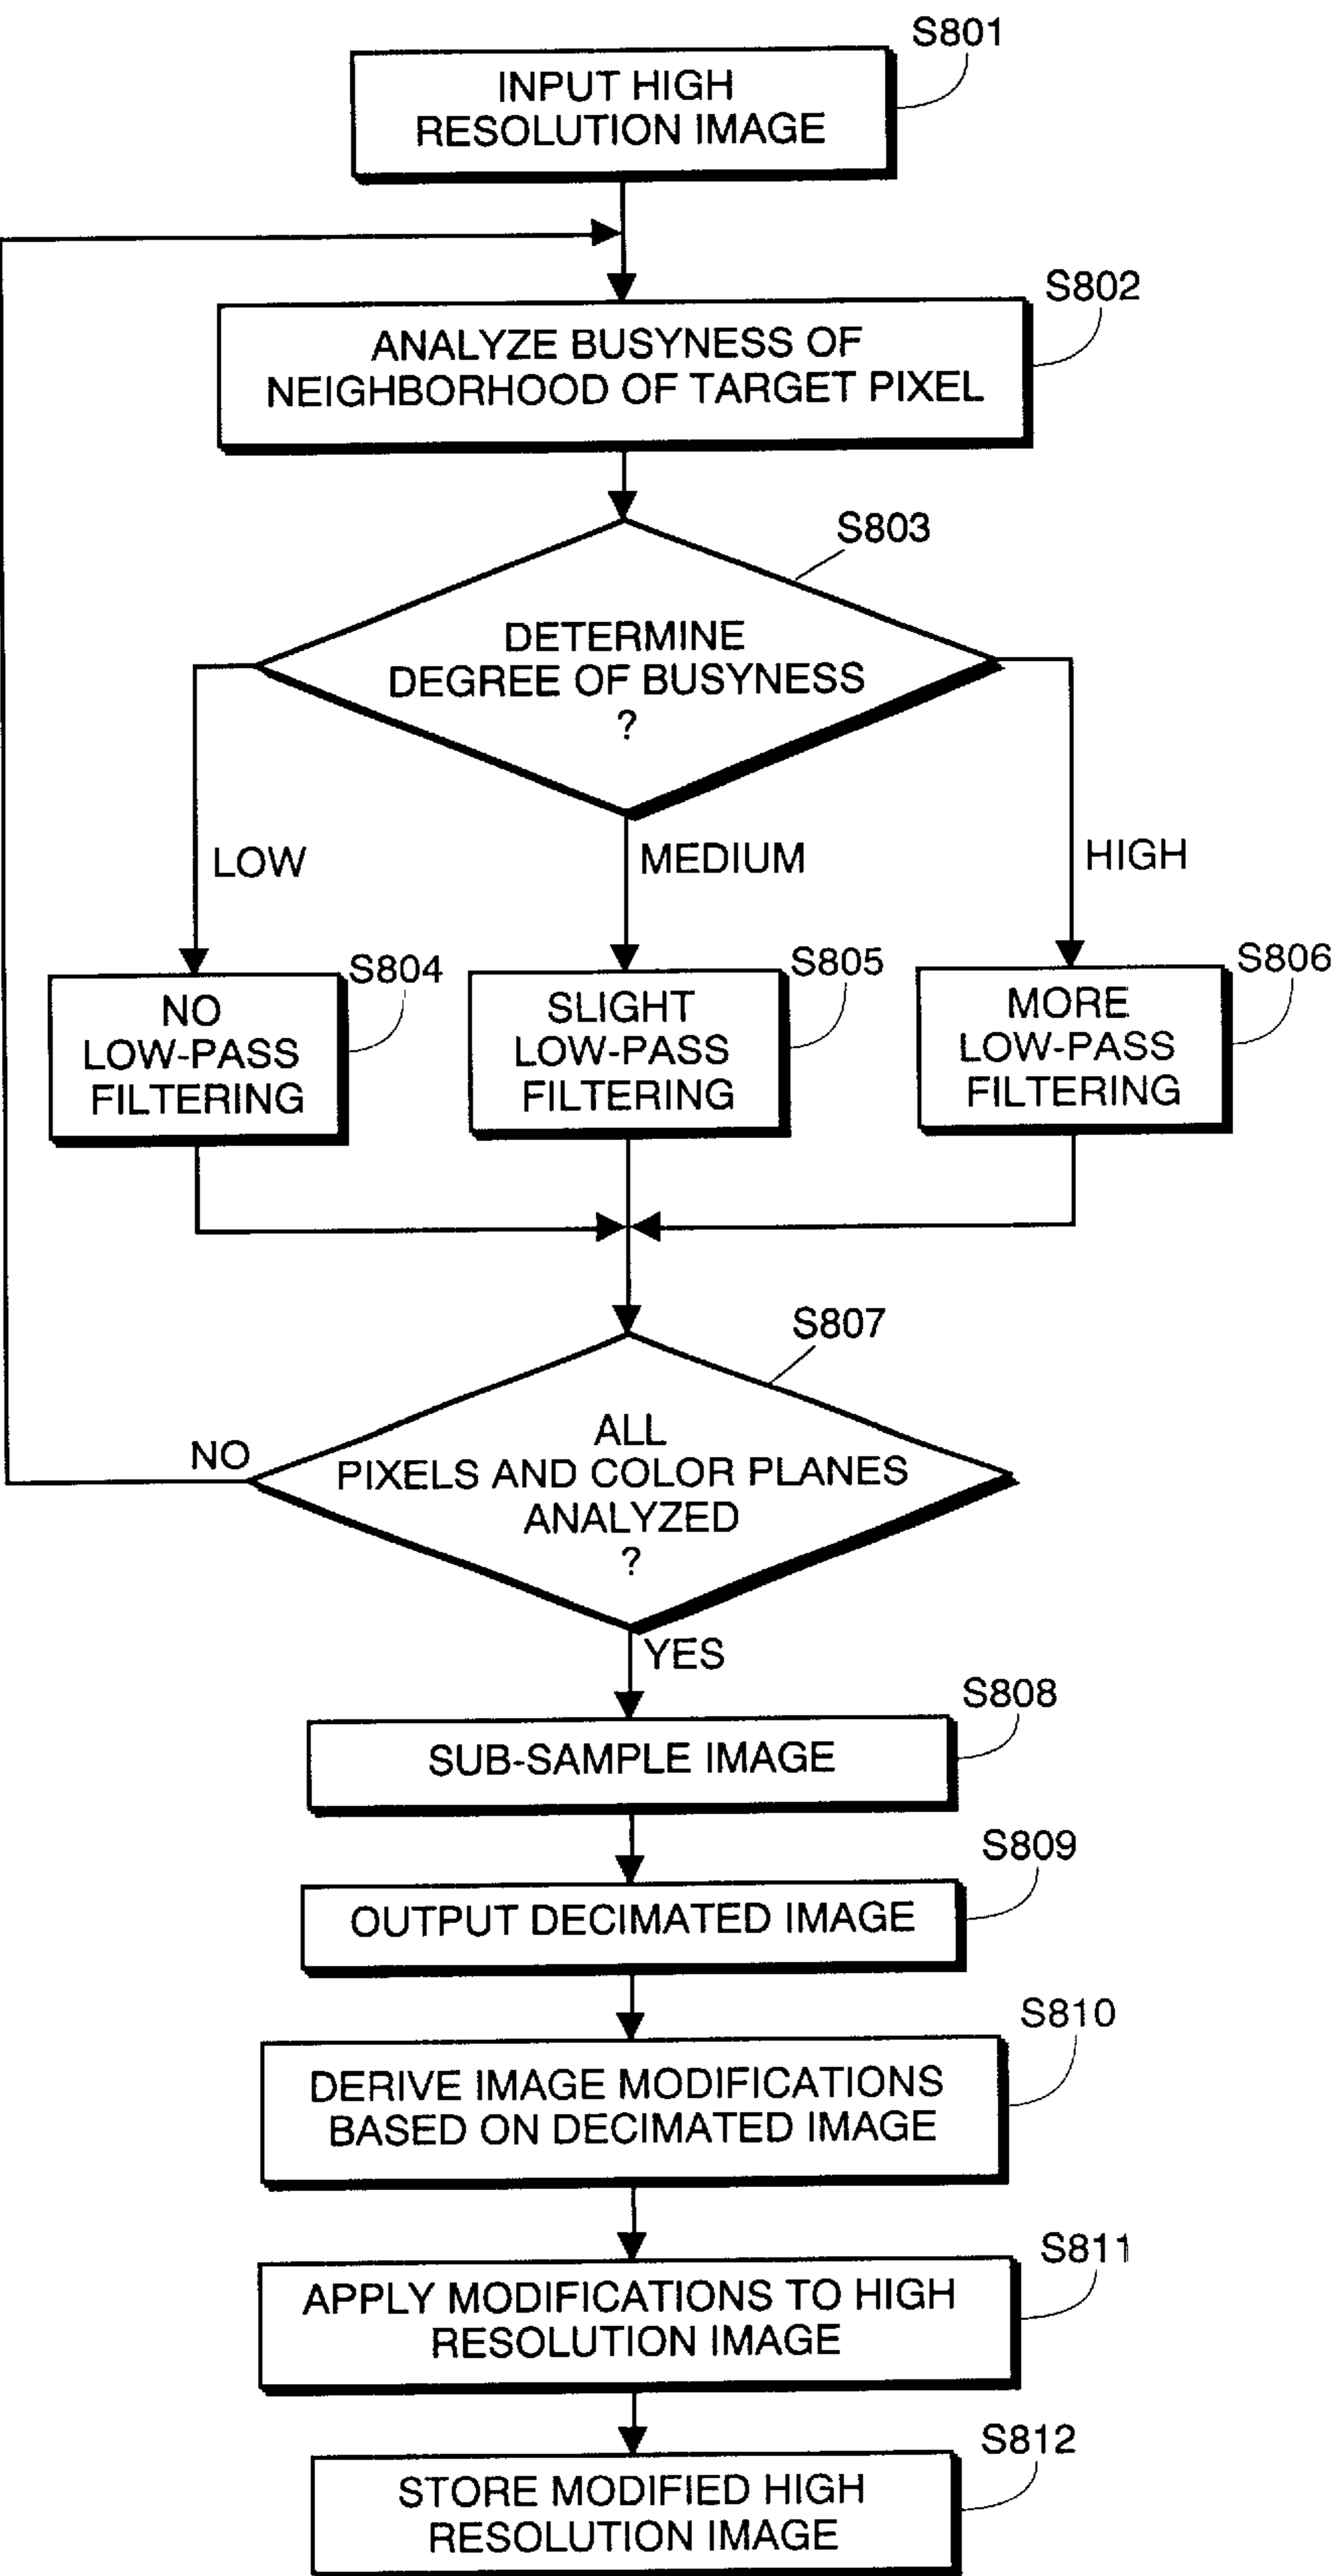 S801
INPUT HIGH
RESOLUTION IMAGE
S802
ANALYZE BUSYNESS OF
NEIGHBORHOOD OF TARGET PIXEL
S803
DETERMINE
DEGREE OF BUSYNESS
?
LOW
MEDIUM
HIGH
S804
NO
LOW-PASS
FILTERING
S805
SLIGHT
LOW-PASS
FILTERING
S806
MORE
LOW-PASS
FILTERING
S807
ALL
PIXELS AND COLOR PLANES
ANALYZED
?
NO
YES
S808
SUB-SAMPLE IMAGE
S809
OUTPUT DECIMATED IMAGE
S810
DERIVE IMAGE MODIFICATIONS
BASED ON DECIMATED IMAGE
S811
APPLY MODIFICATIONS TO HIGH
RESOLUTION IMAGE
S812
STORE MODIFIED HIGH
RESOLUTION IMAGE